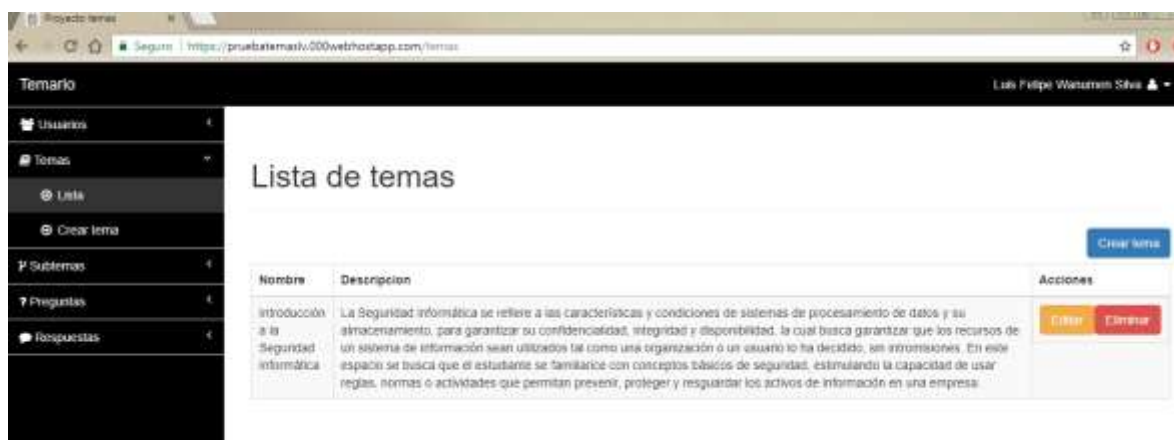 Proyecto temas
Seguro
https://pruebatemaslv.000webhostapp.com/temas
Temario
Luis Felipe Wanumen Silva
Usuarios
Temas
Lista
Crear tema
Subtemas
? Preguntas
Respuestas
Lista de temas
Crear tema
Nombre
Descripcion
Acciones
Introducción
a la
Seguridad
Informática
La Seguridad Informática se refiere a las características y condiciones de sistemas de procesamiento de datos y su
almacenamiento, para garantizar su confidencialidad, integridad y disponibilidad, la cual busca garantizar que los recursos de
un sistema de información sean utilizados tal como una organización o un usuario lo ha decidido, sin intromisiones. En este
espacio se busca que el estudiante se familiarice con conceptos básicos de seguridad, estimulando la capacidad de usar
reglas, normas o actividades que permitan prevenir, proteger y resguardar los activos de información en una empresa.
Editar
Eliminar